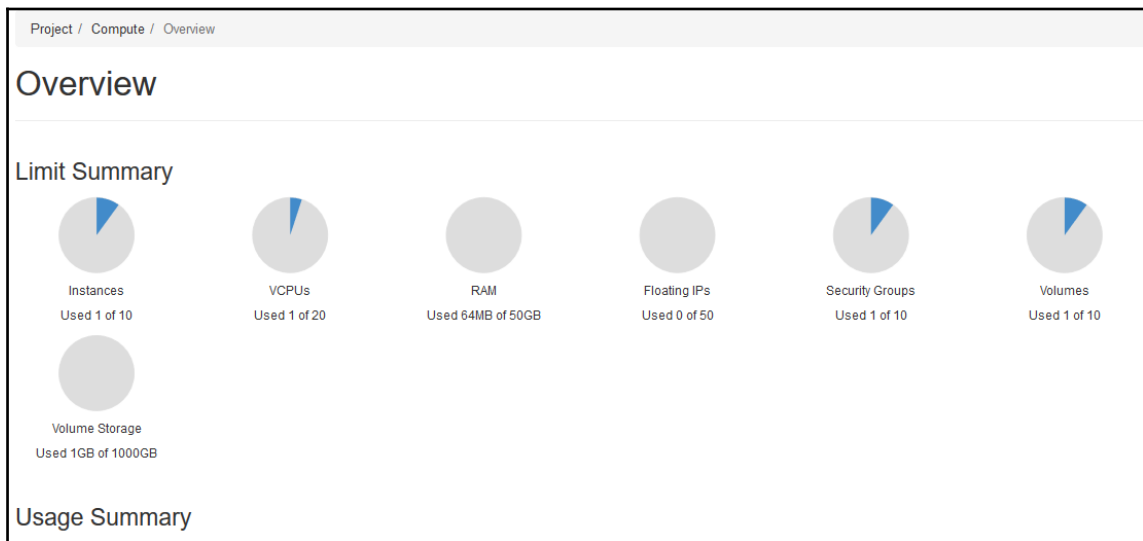 Project / Compute / Overview
Overview
Limit Summary
Instances
Used 1 of 10
VCPUs
Used 1 of 20
RAM
Used 64MB of 50GB
Floating IPs
Used 0 of 50
Security Groups
Used 1 of 10
Volumes
Used 1 of 10
Volume Storage
Used 1GB of 1000GB
Usage Summary